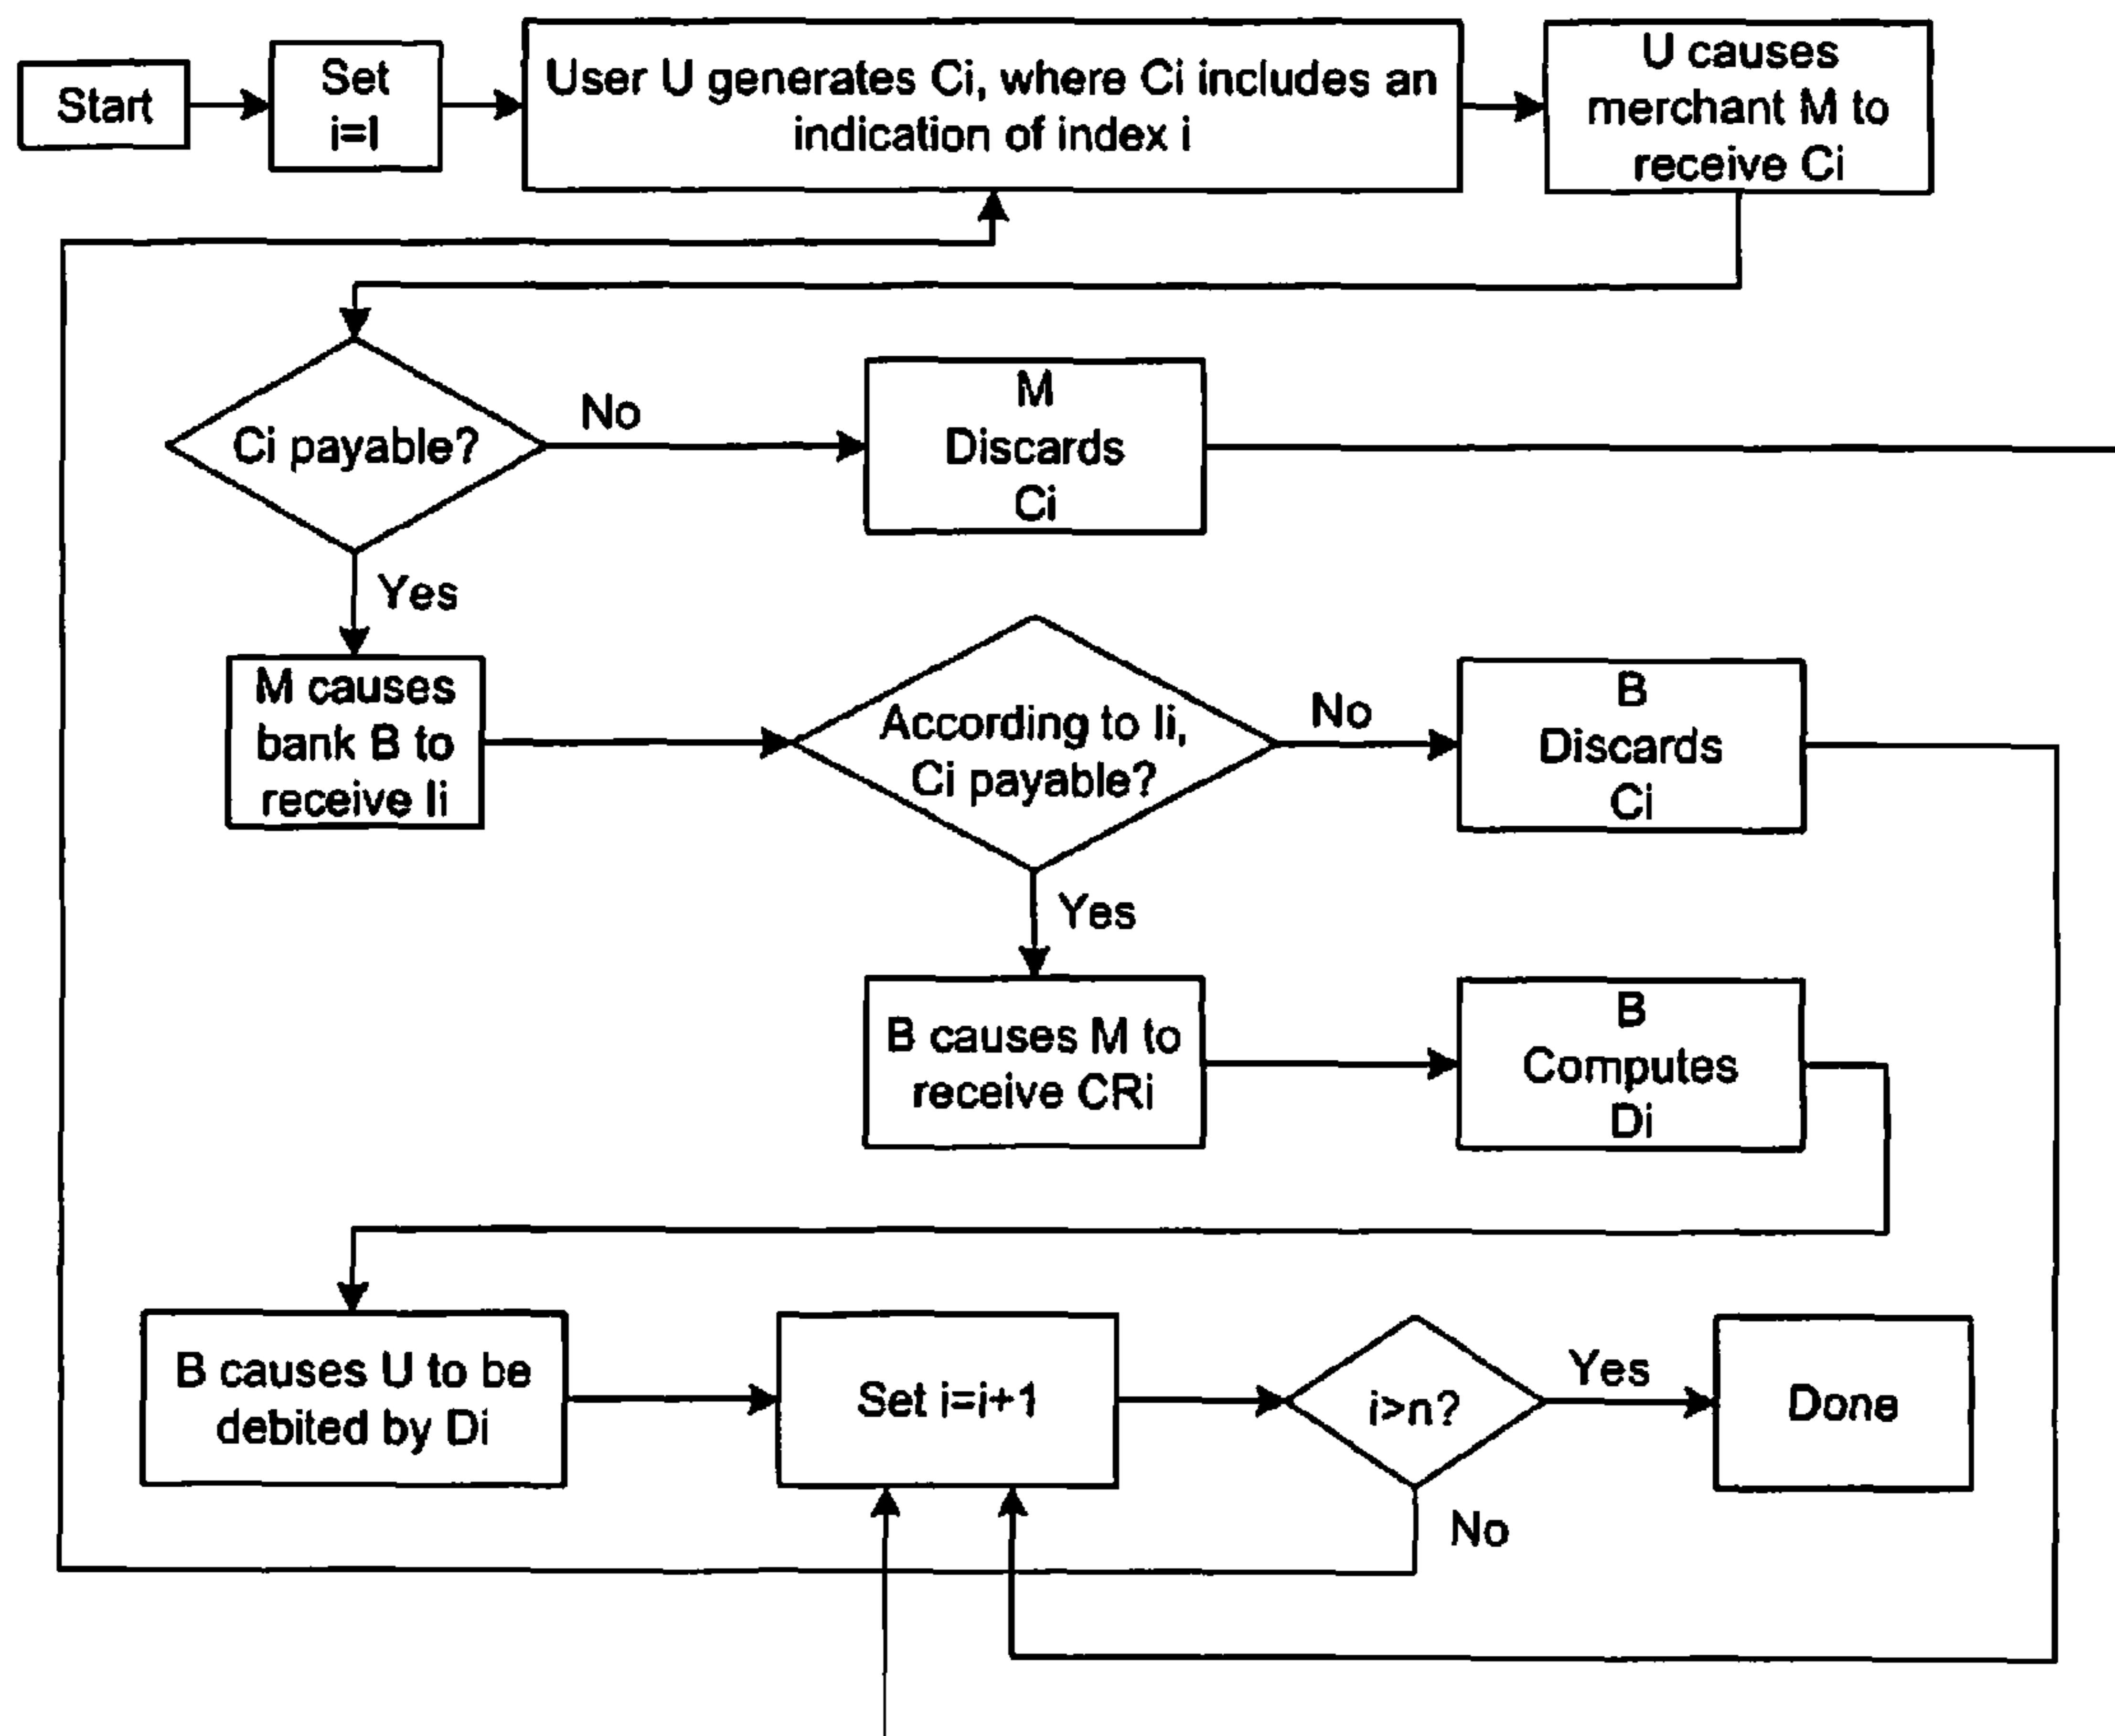 Start
Set
i=l
User U generates Ci, where Ci includes an
indication of index i
U causes
merchant M to
receive Ci
Ci payable?
No
M
Discards
Ci
Yes
M causes
bank B to
receive Ii
According to Ii,
Ci payable?
No
B
Discards
Ci
Yes
B causes M to
receive CRi
B
Computes
Di
B causes U to be
debited by Di
Set i=i+1
i>n?
Yes
Done
No